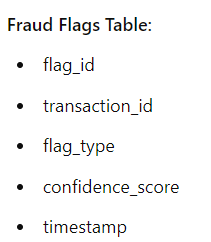 Fraud Flags Table:
• flag_id
• transaction_id
• flag_type
• confidence_score
• timestamp